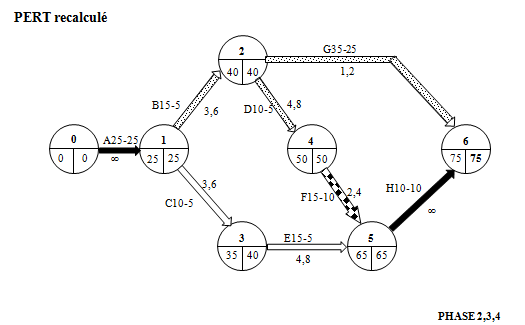 PERT recalculé
2
40 40
G35-25
1,2
B15-5
3,6
D10-5
4,8
0
0 0
A25-25
∞
1
25 25
4
50 50
6
75 75
3,6
C10-5
F15-10
2,4
H10-10
∞
3
35 40
E15-5
4,8
5
65 65
PHASE 2,3,4